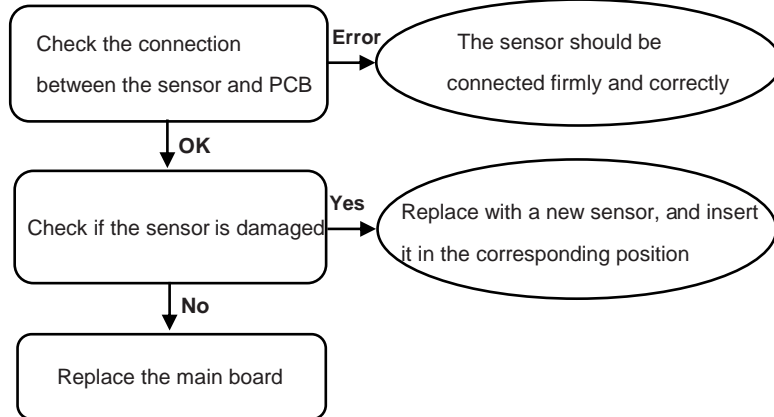 Check the connection
between the sensor and PCB
Error
The sensor should be
connected firmly and correctly
OK
Check if the sensor is damaged
Yes
Replace with a new sensor, and insert
it in the corresponding position
No
Replace the main board